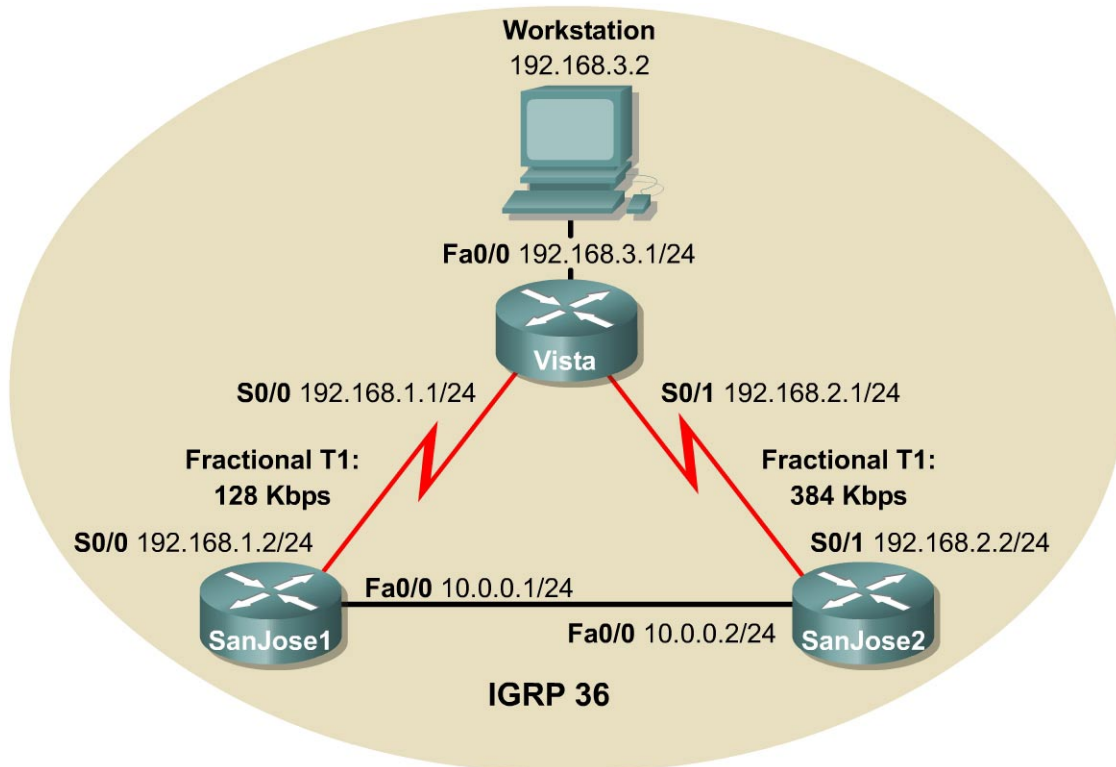 Workstation
192.168.3.2
Fa0/0 192.168.3.1/24
Vista
S0/0 192.168.1.1/24
S0/1 192.168.2.1/24
Fractional T1:
128 Kbps
Fractional T1:
384 Kbps
S0/0 192.168.1.2/24
S0/1 192.168.2.2/24
Fa0/0 10.0.0.1/24
SanJose1
Fa0/0 10.0.0.2/24
SanJose2
IGRP 36